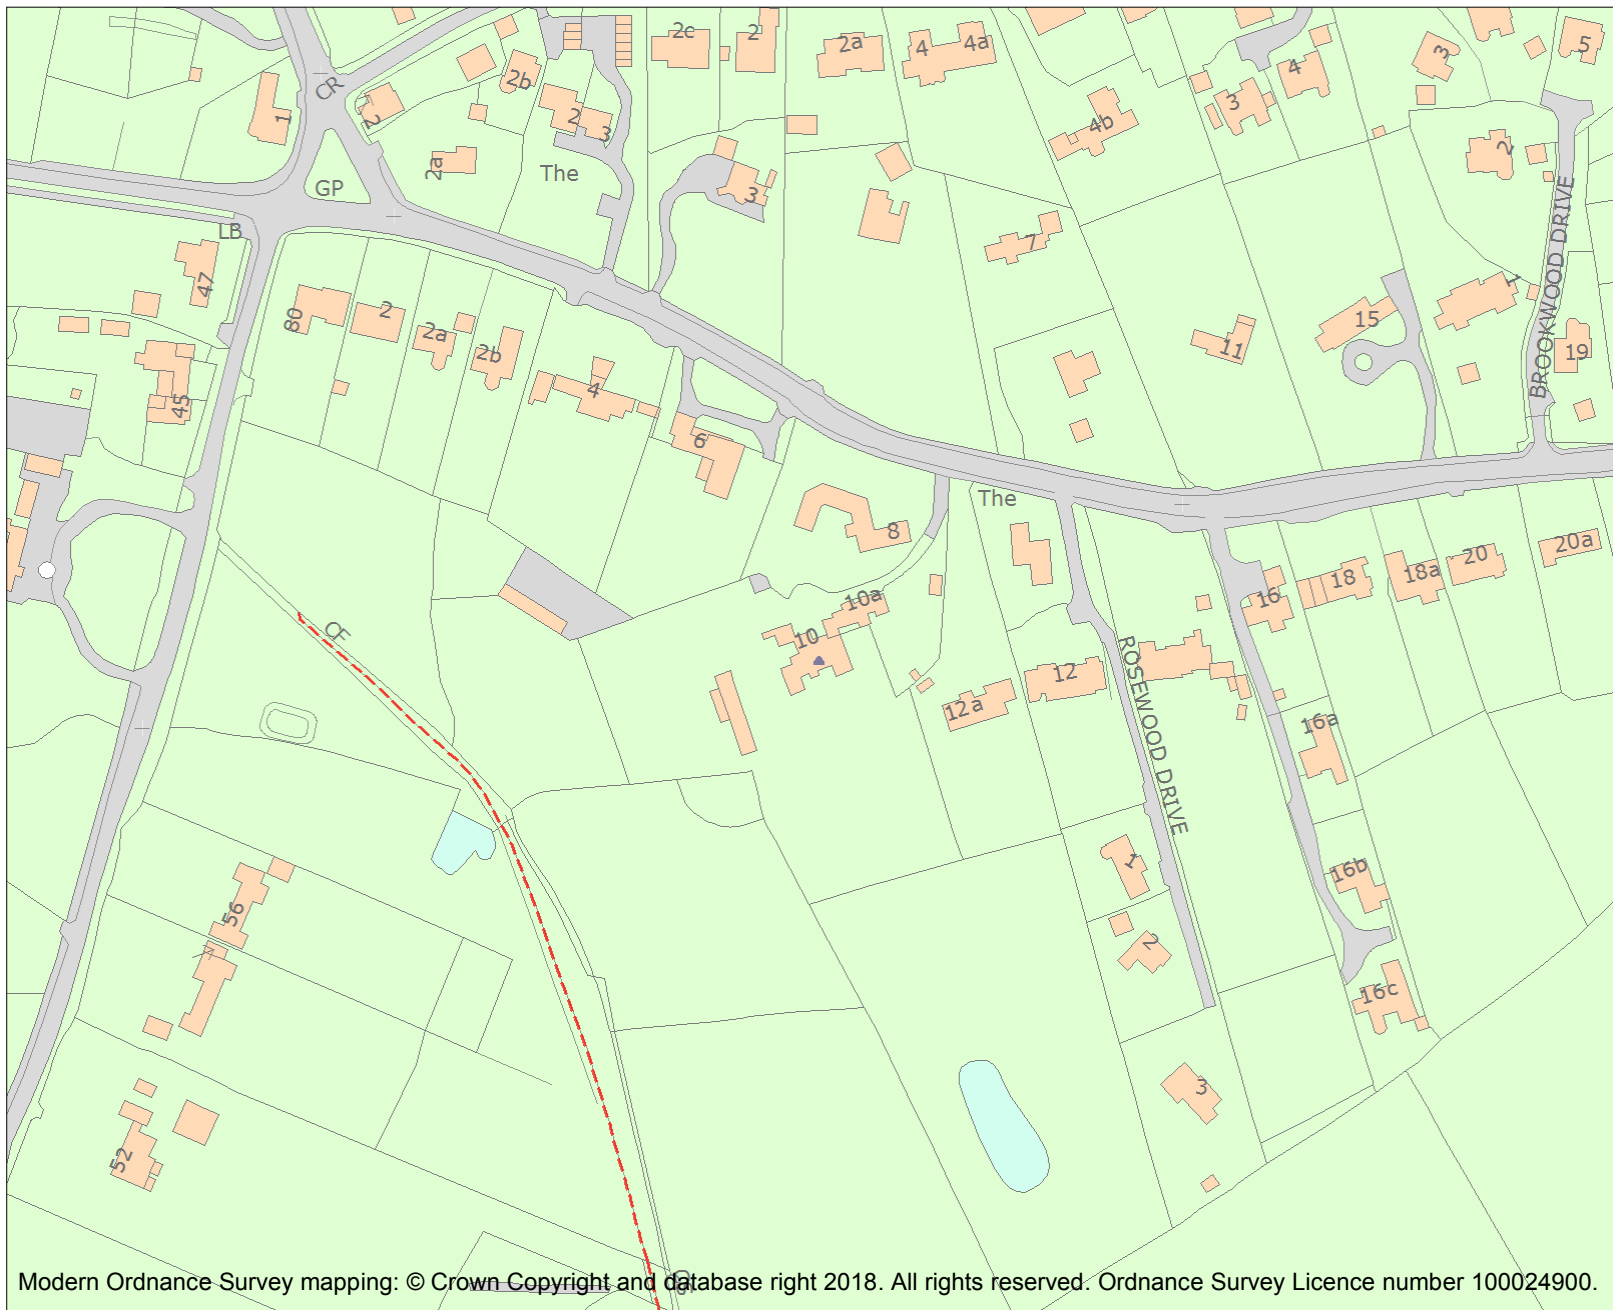 2c
2
2a
4
4a
5
3
4
3
2b
2
3
CR
1
2
4b
2
2a
The
GP
3
LB
7
47
1
BROOKWOOD DRIVE
80
2
2a
2b
15
11
19
4
45
6
The
8
20a
20
18a
18
16
10a
10
CF
12
12a
ROSEWOOD DRIVE
16a
1
16b
56
2
16c
3
52
Modern Ordnance Survey mapping: © Crown Copyright and database right 2018. All rights reserved. Ordnance Survey Licence number 100024900.